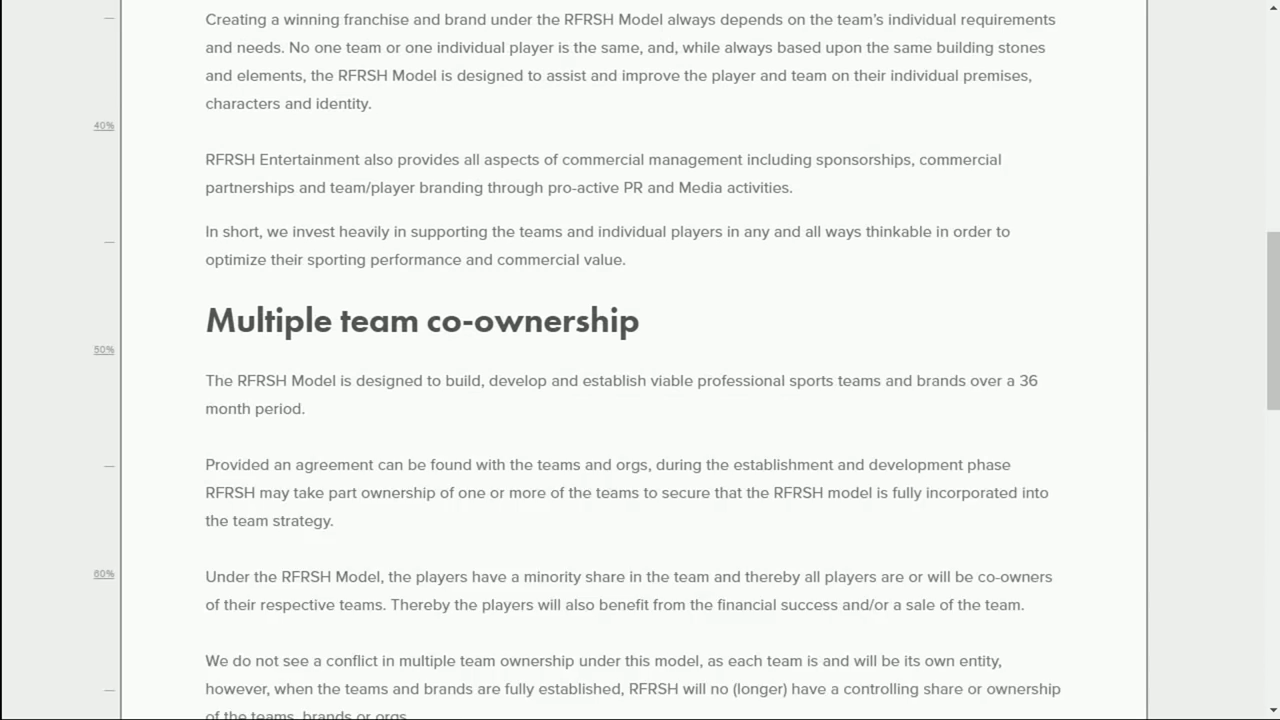 Creating a winning franchise and brand under the RFRSH Model always depends on the team's individual requirements
and needs. No one team or one individual player is the same, and, while always based upon the same building stones
and elements, the RFRSH Model is designed to assist and improve the player and team on their individual premises,
characters and identity.
40%
RFRSH Entertainment also provides all aspects of commercial management including sponsorships, commercial
partnerships and team/player branding through pro-active PR and Media activities.
In short, we invest heavily in supporting the teams and individual players in any and all ways thinkable in order to
optimize their sporting performance and commercial value.
Multiple team co-ownership
50%
The RFRSH Model is designed to build, develop and establish viable professional sports teams and brands over a 36
month period.
Provided an agreement can be found with the teams and orgs, during the establishment and development phase
RFRSH may take part ownership of one or more of the teams to secure that the RFRSH model is fully incorporated into
the team strategy.
60%
Under the RFRSH Model, the players have a minority share in the team and thereby all players are or will be co-owners
of their respective teams. Thereby the players will also benefit from the financial success and/or a sale of the team.
We do not see a conflict in multiple team ownership under this model, as each team is and will be its own entity,
however, when the teams and brands are fully established, RFRSH will no (longer) have a controlling share or ownership
of the teams, brands or orgs.